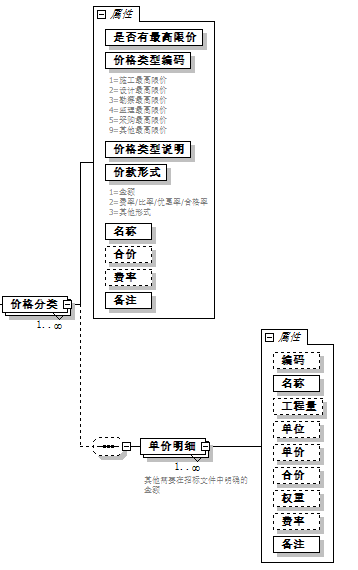 属性
是否有最高限价
价格类型编码
1=施工最高限价
2=设计最高限价
3=勘察最高限价
4=监理最高限价
5=采购最高限价
9=其他最高限价
价格类型说明
价款形式
1=金额
2=费率/比率/优惠率/合格率
3=其他形式
名称
合价
费率
备注
价格分类
1..∞
属性
编码
名称
工程量
单位
单价
合价
权重
费率
备注
单价明细
1..∞
其他需要在招标文件中明确的
金额